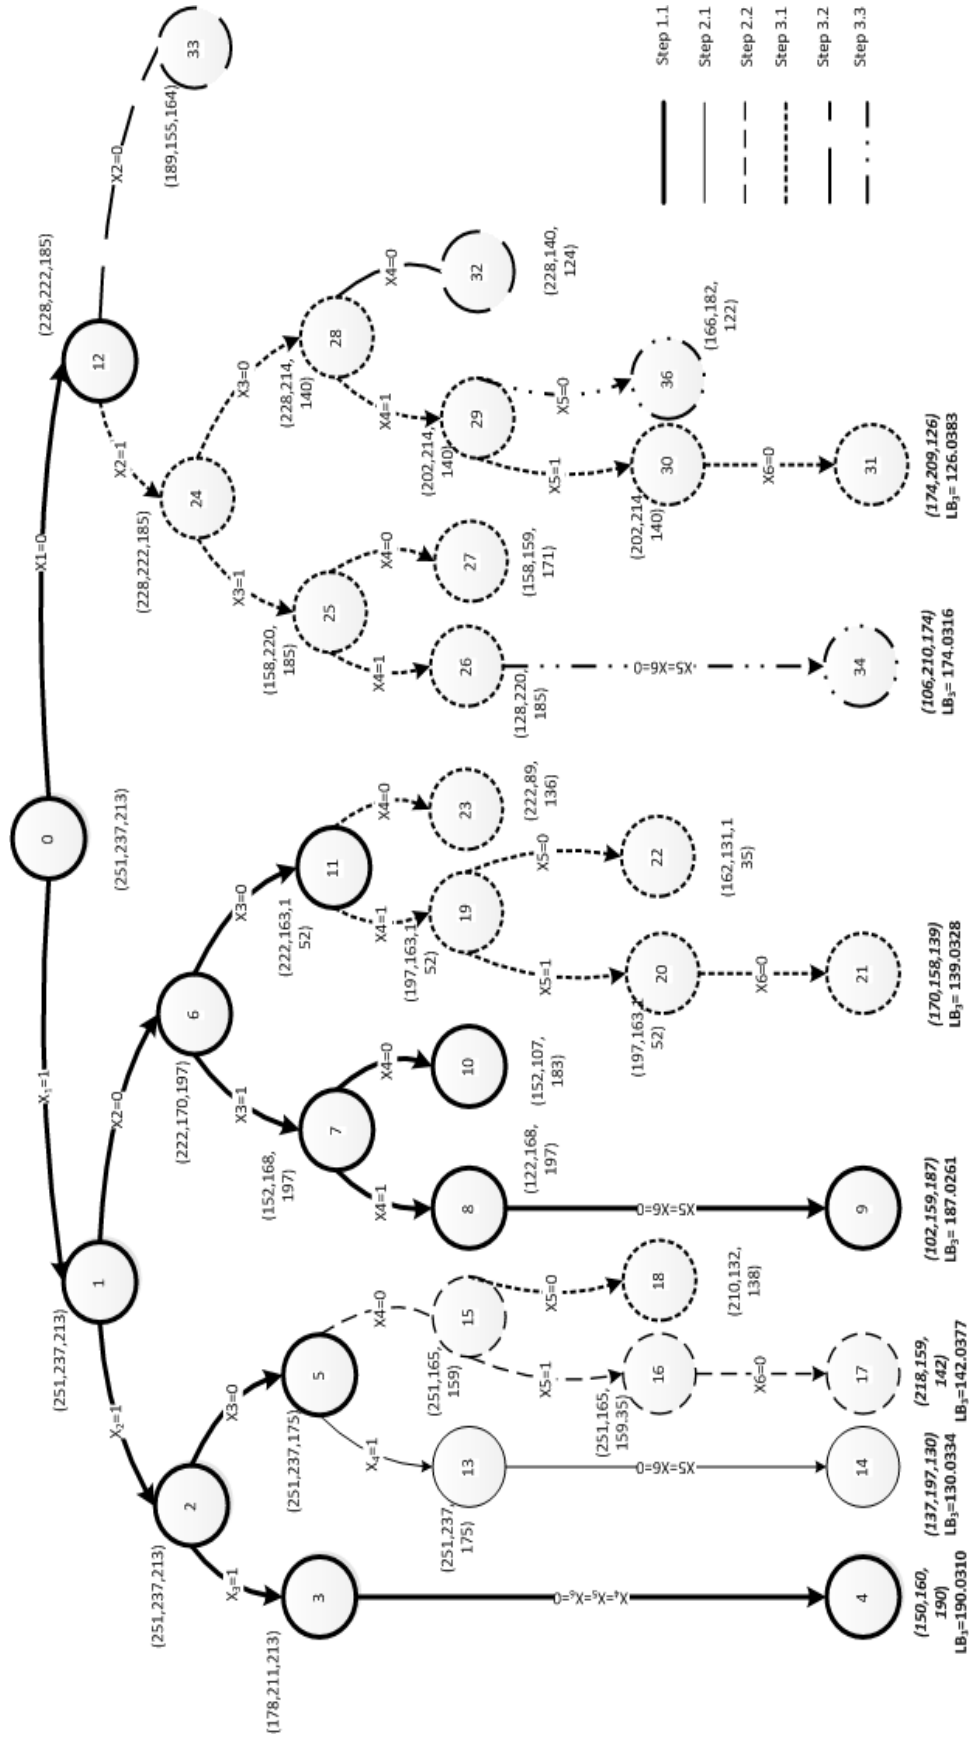 0
(251,237,213)
X₁=1
X1=0
1
(251,237,213)
12
(228,222,185)
X₂=1
X2=0
X2=1
X2=0
2
(251,237,213)
6
(222,170,197)
24
(228,222,185)
33
(189,155,164)
X₃=1
X3=0
X3=1
X3=0
X3=1
X3=0
3
(178,211,213)
5
(251,237,175)
7
(152,168,
197)
11
(222,163,1
52)
25
(158,220,
185)
28
(228,214,
140)
X₄=1
X4=0
X4=1
X4=0
X4=1
X4=0
X4=1
X4=0
X4=1
X4=0
13
(251,237,
175)
15
(251,165,
159)
8
(122,168,
197)
10
(152,107,
183)
19
(197,163,1
52)
23
(222,89,
136)
26
(128,220,
185)
27
(158,159,
171)
29
(202,214,
140)
32
(228,140,
124)
X₄=X₅=X₆=0
X5=X6=0
X5=1
X5=0
X5=X6=0
X5=1
X5=0
X5=X6=0
X5=1
X5=0
16
(251,165,
159.35)
18
(210,132,
138)
20
(197,163,1
52)
22
(162,131,1
35)
30
(202,214,
140)
36
(166,182,
122)
X6=0
X6=0
X6=0
4
(150,160,
190)
LB₃=190.0310
14
(137,197,130)
LB₃=130.0334
17
(218,159,
142)
LB₃=142.0377
9
(102,159,187)
LB₃= 187.0261
21
(170,158,139)
LB₃= 139.0328
34
(106,210,174)
LB₃= 174.0316
31
(174,209,126)
LB₃= 126.0383
Step 1.1
Step 2.1
Step 2.2
Step 3.1
Step 3.2
Step 3.3